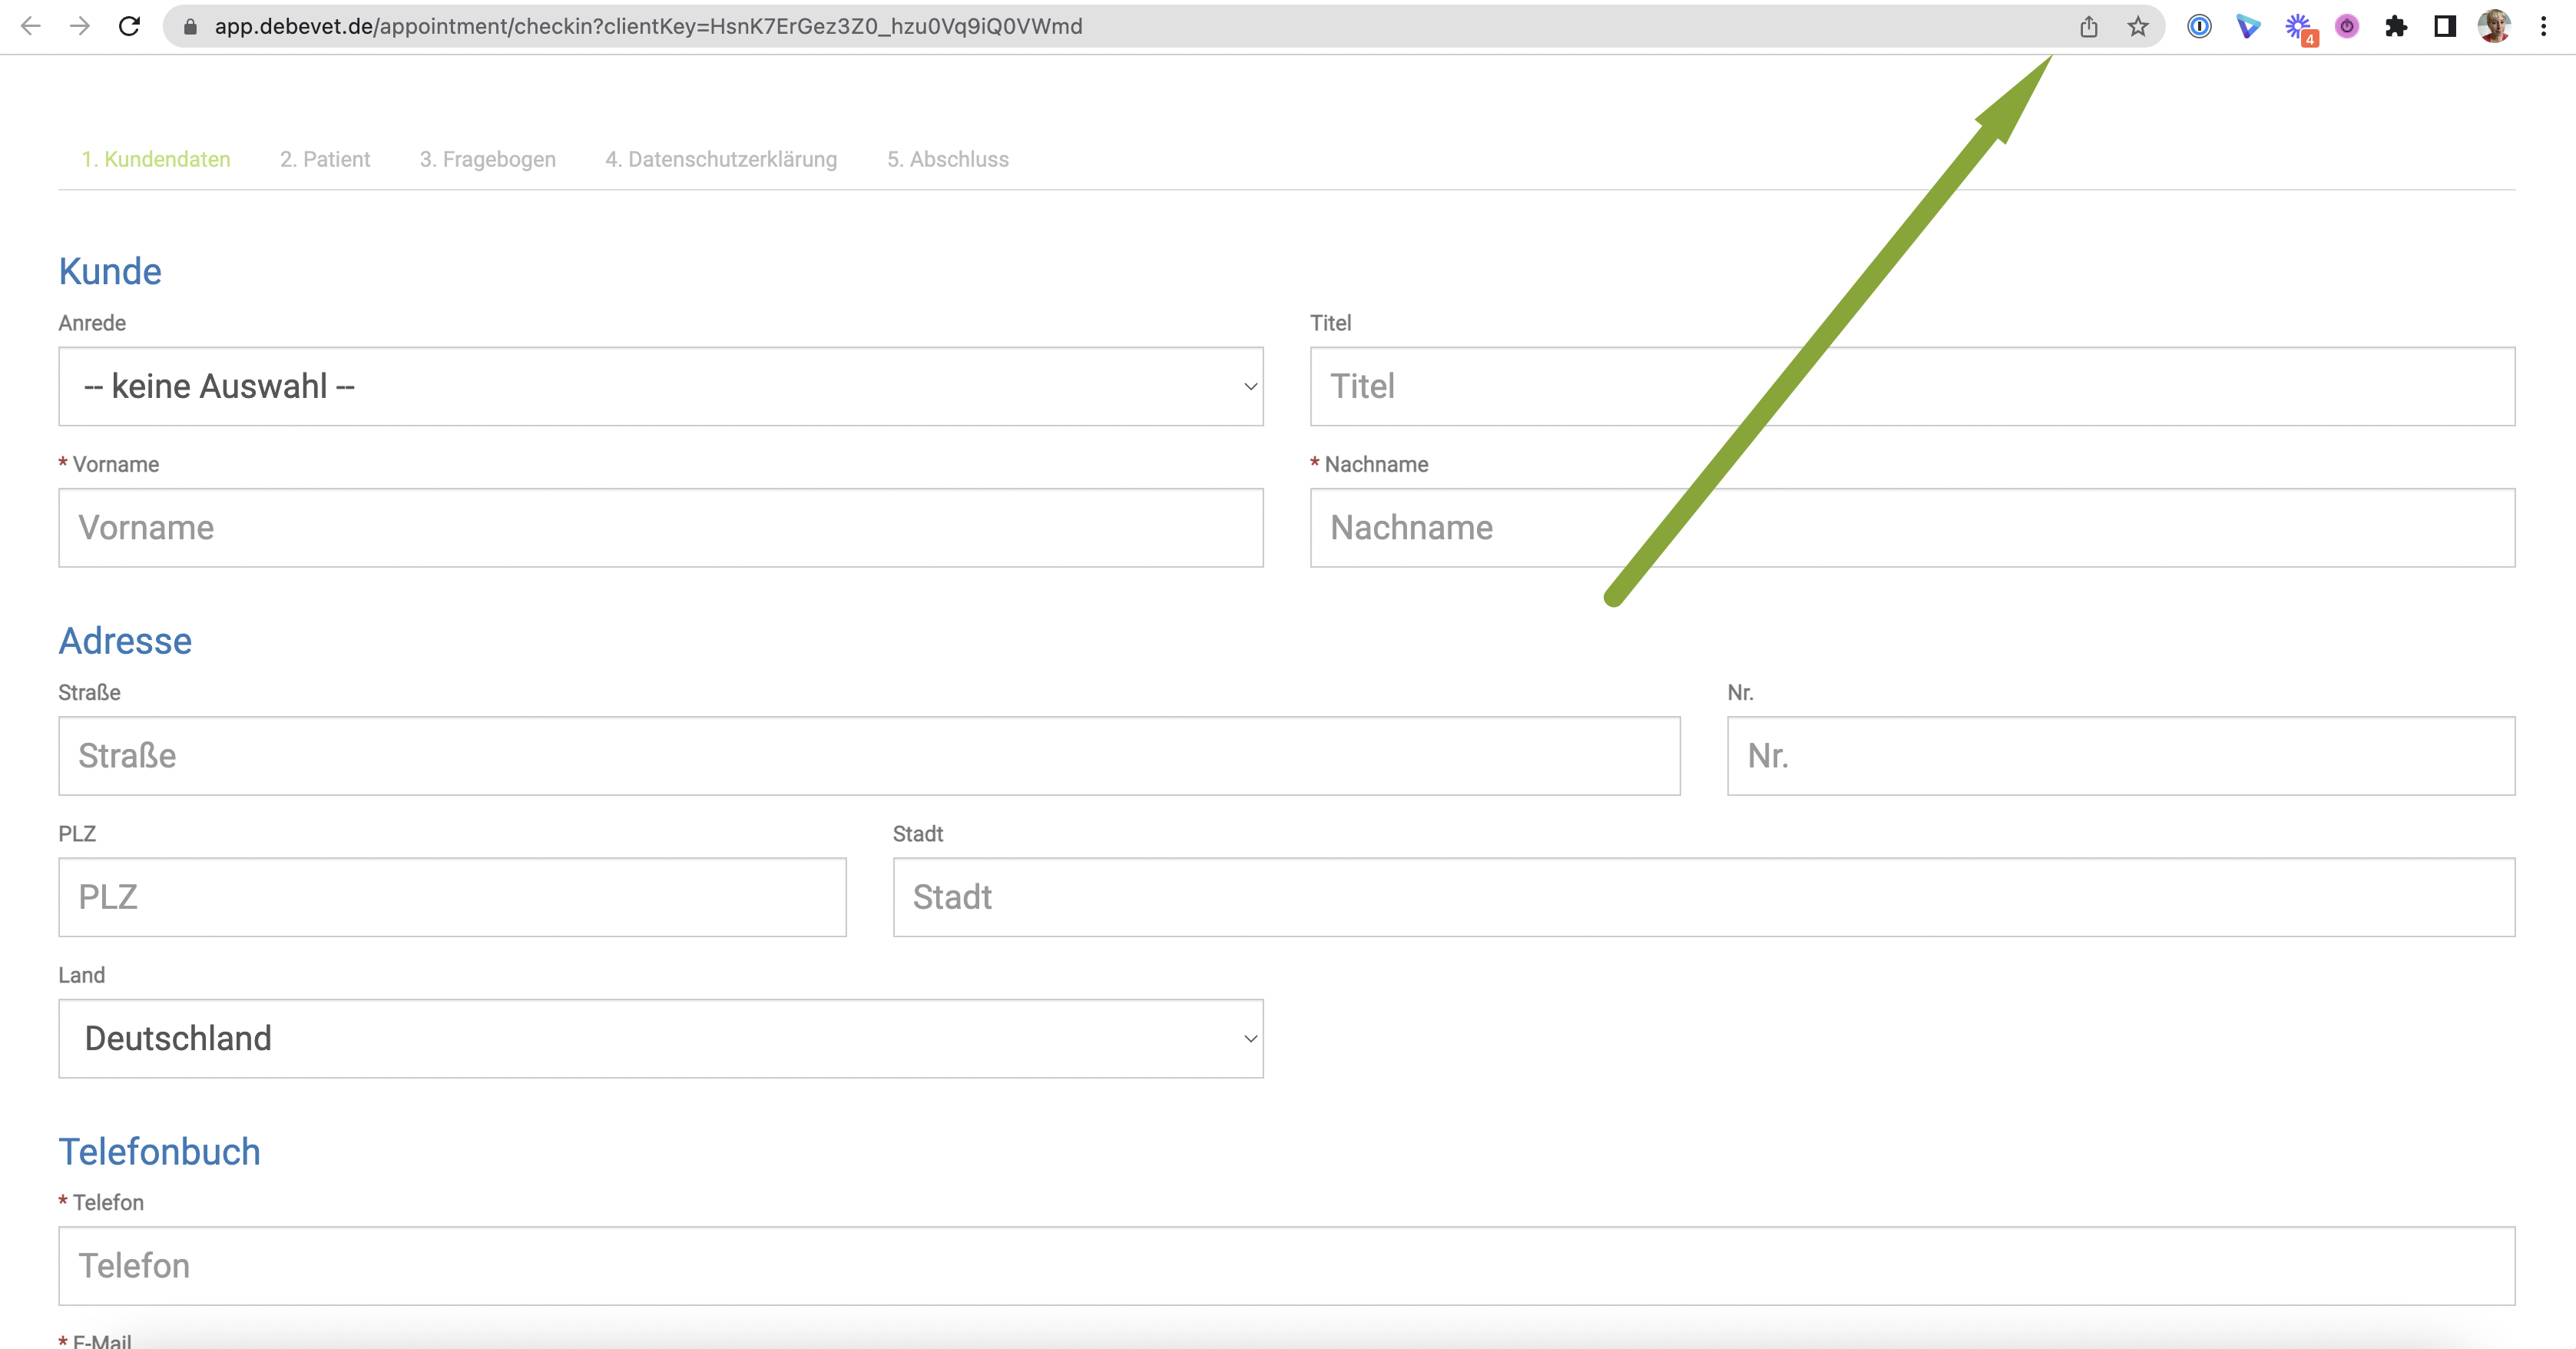 app.debevet.de/appointment/checkin?clientKey=HsnK7ErGez3Z0_hzu0Vq9iQ0VWmd
4
1. Kundendaten 2. Patient 3. Fragebogen 4. Datenschutzerklärung 5. Abschluss
Kunde
Anrede Titel
-- keine Auswahl -- Titel
* Vorname * Nachname
Vorname Nachname
Adresse
Straße Nr.
Straße Nr.
PLZ Stadt
PLZ Stadt
Land
Deutschland
Telefonbuch
* Telefon
Telefon
* E-Mail